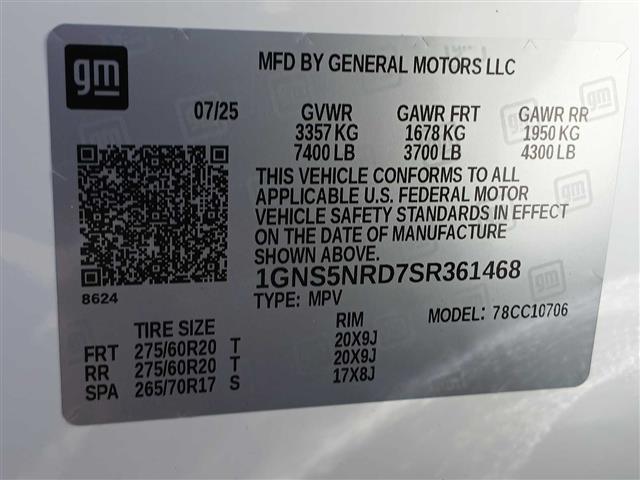 gm
MFD BY GENERAL MOTORS LLC
07/25 GVWR GAWR FRT GAWR RR
3357 KG 1678 KG 1950 KG
7400 LB 3700 LB 4300 LB
THIS VEHICLE CONFORMS TO ALL
APPLICABLE U.S. FEDERAL MOTOR
VEHICLE SAFETY STANDARDS IN EFFECT
ON THE DATE OF MANUFACTURE
SHOWN ABOVE.
8624
1GNS5NRD7SR361468
TYPE: MPV MODEL: 78CC10706
TIRE SIZE RIM
FRT 275/60R20 T 20X9J
RR 275/60R20 T 20X9J
SPA 265/70R17 S 17X8J